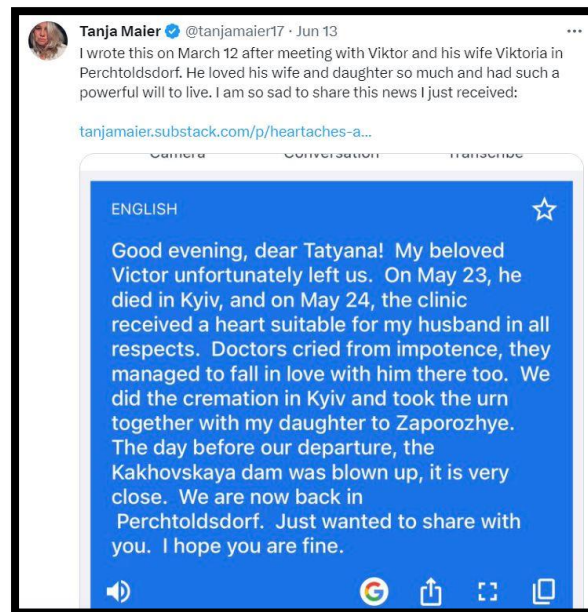 Tanja Maier @tanjamaier17 · Jun 13
I wrote this on March 12 after meeting with Viktor and his wife Viktoria in
Perchtoldsdorf. He loved his wife and daughter so much and had such a
powerful will to live. I am so sad to share this news I just received:
tanjamaier.substack.com/p/heartaches-a...
Camera Conversation Transcribe
ENGLISH
Good evening, dear Tatyana! My beloved
Victor unfortunately left us. On May 23, he
died in Kyiv, and on May 24, the clinic
received a heart suitable for my husband in all
respects. Doctors cried from impotence, they
managed to fall in love with him there too. We
did the cremation in Kyiv and took the urn
together with my daughter to Zaporozhye.
The day before our departure, the
Kakhovskaya dam was blown up, it is very
close. We are now back in
Perchtoldsdorf. Just wanted to share with
you. I hope you are fine.